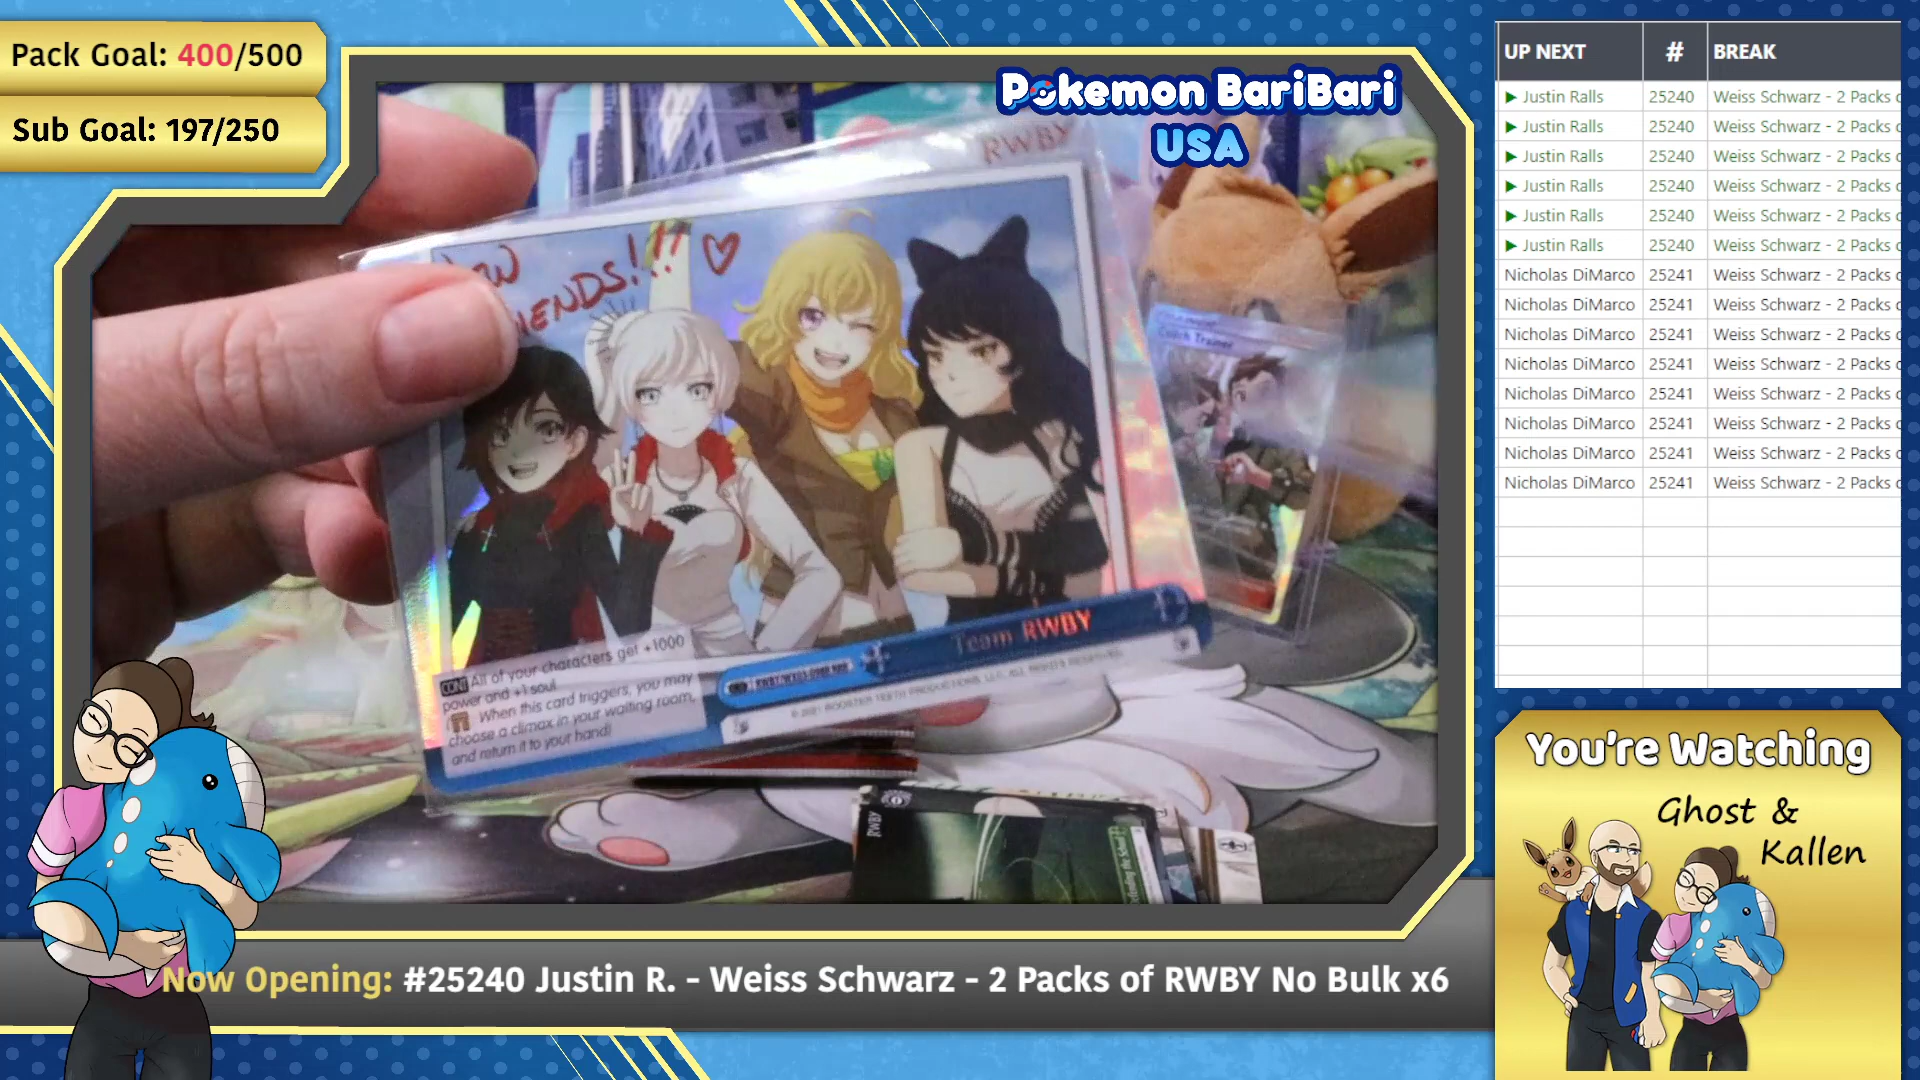 Pack Goal: 400/500
Sub Goal: 197/250
Pokemon BariBari
USA
RWBY
ENDS!!! ♡
CONT All of your characters get +1000
power and +1 soul.
When this card triggers, you may
choose a climax in your waiting room,
and return it to your hand!
Team RWBY
Coach Trainer
RWBY
UP NEXT # BREAK
▶ Justin Ralls 25240 Weiss Schwarz - 2 Packs
▶ Justin Ralls 25240 Weiss Schwarz - 2 Packs
▶ Justin Ralls 25240 Weiss Schwarz - 2 Packs
▶ Justin Ralls 25240 Weiss Schwarz - 2 Packs
▶ Justin Ralls 25240 Weiss Schwarz - 2 Packs
▶ Justin Ralls 25240 Weiss Schwarz - 2 Packs
Nicholas DiMarco 25241 Weiss Schwarz - 2 Packs
Nicholas DiMarco 25241 Weiss Schwarz - 2 Packs
Nicholas DiMarco 25241 Weiss Schwarz - 2 Packs
Nicholas DiMarco 25241 Weiss Schwarz - 2 Packs
Nicholas DiMarco 25241 Weiss Schwarz - 2 Packs
Nicholas DiMarco 25241 Weiss Schwarz - 2 Packs
Nicholas DiMarco 25241 Weiss Schwarz - 2 Packs
Nicholas DiMarco 25241 Weiss Schwarz - 2 Packs
You're Watching
Ghost &
Kallen
Now Opening: #25240 Justin R. - Weiss Schwarz - 2 Packs of RWBY No Bulk x6